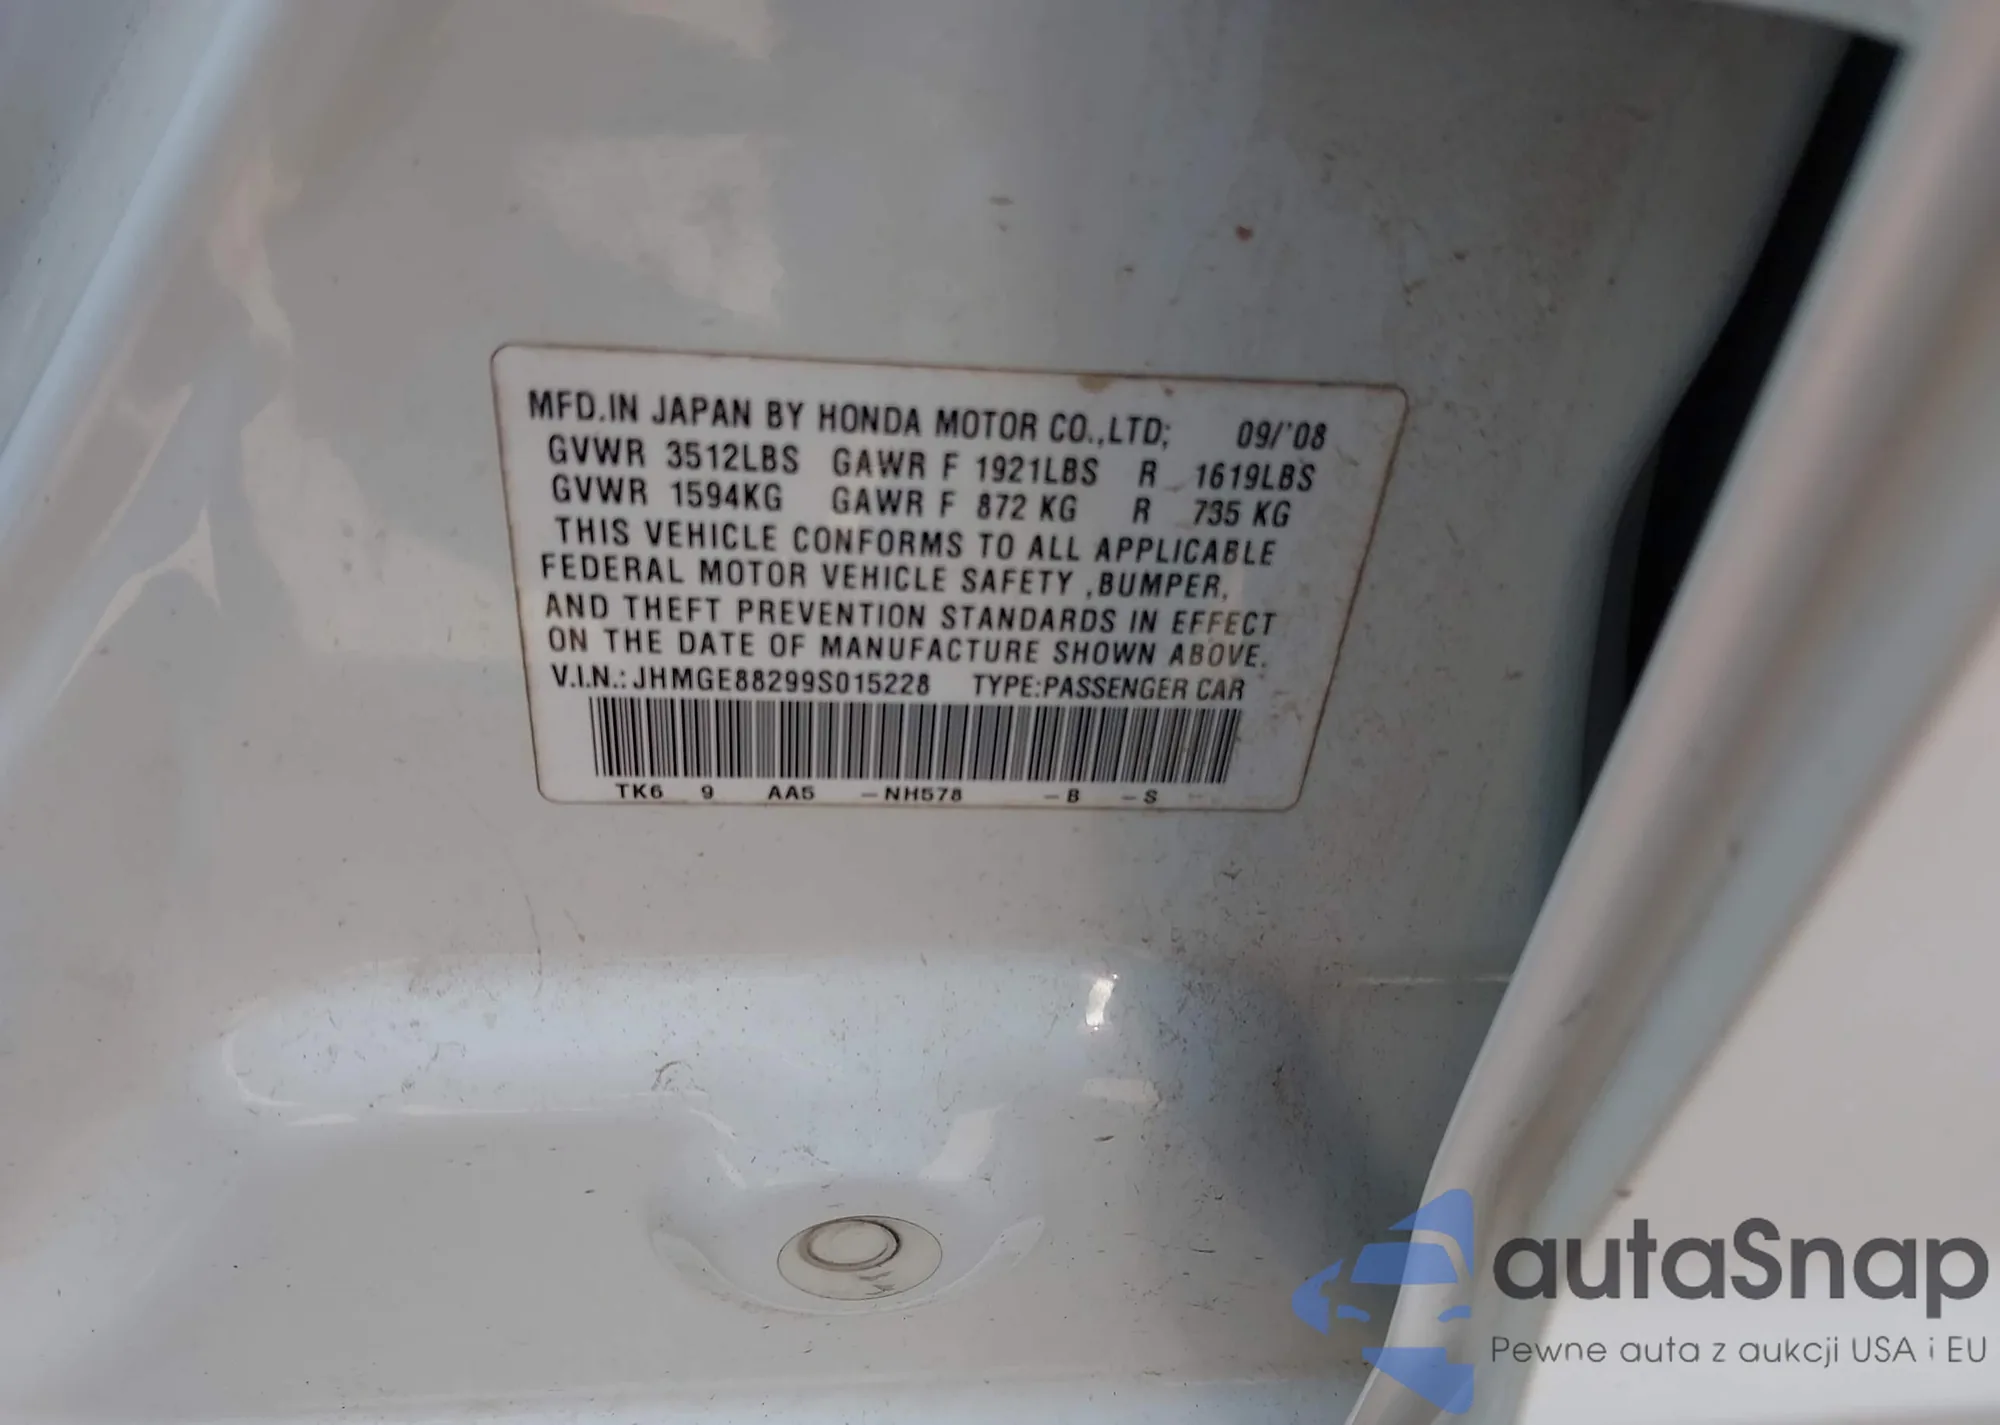 MFD.IN JAPAN BY HONDA MOTOR CO.,LTD; 09/'08
GVWR 3512LBS GAWR F 1921LBS R 1619LBS
GVWR 1594KG GAWR F 872 KG R 735 KG
THIS VEHICLE CONFORMS TO ALL APPLICABLE
FEDERAL MOTOR VEHICLE SAFETY ,BUMPER,
AND THEFT PREVENTION STANDARDS IN EFFECT
ON THE DATE OF MANUFACTURE SHOWN ABOVE.
V.I.N.: JHMGE88299S015228 TYPE:PASSENGER CAR
TK6 9 AA5 -NH578 -B -S
autaSnap
Pewne auta z aukcji USA i EU